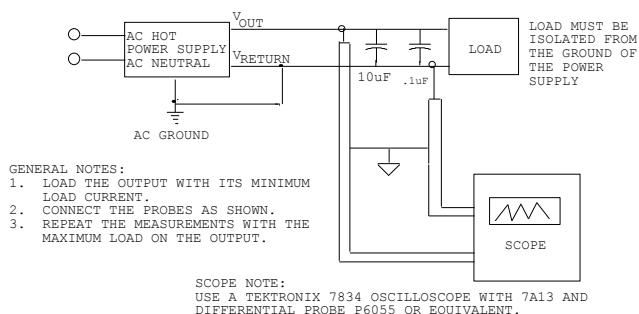 V
OUT
AC HOT
POWER SUPPLY
AC NEUTRAL
V
RETURN
10uF
.1uF
LOAD
LOAD MUST BE
ISOLATED FROM
THE GROUND OF
THE POWER
SUPPLY
AC GROUND
GENERAL NOTES:
1. LOAD THE OUTPUT WITH ITS MINIMUM
LOAD CURRENT.
2. CONNECT THE PROBES AS SHOWN.
3. REPEAT THE MEASUREMENTS WITH THE
MAXIMUM LOAD ON THE OUTPUT.
SCOPE
SCOPE NOTE:
USE A TEKTRONIX 7834 OSCILLOSCOPE WITH 7A13 AND
DIFFERENTIAL PROBE P6055 OR EQUIVALENT.